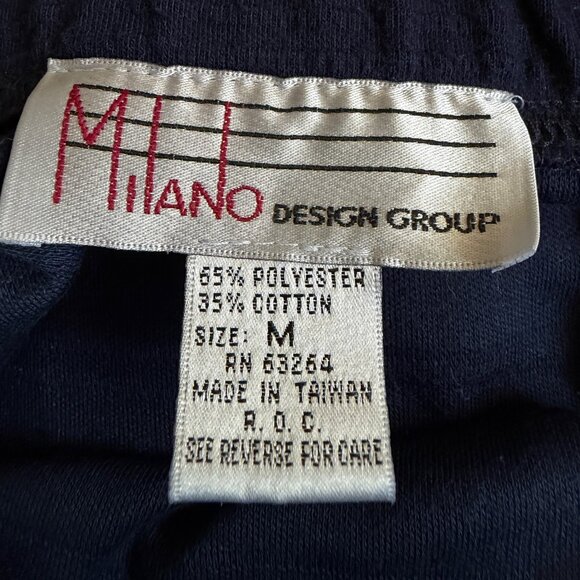 MILANO DESIGN GROUP
65% POLYESTER
35% COTTON
SIZE: M
RN 63264
MADE IN TAIWAN
R. O. C.
SEE REVERSE FOR CARE